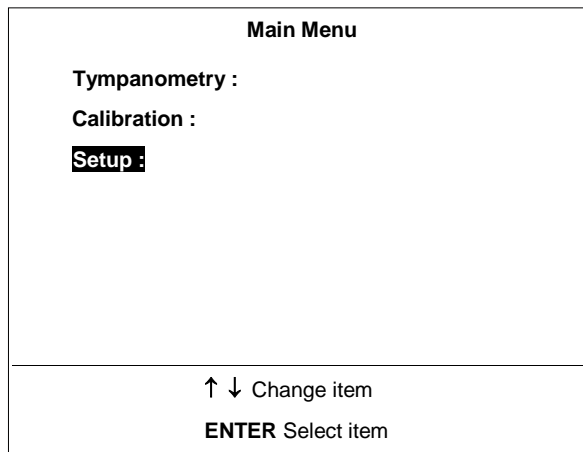 Main Menu
Tympanometry :
Calibration :
Setup :
↑ ↓ Change item
ENTER Select item